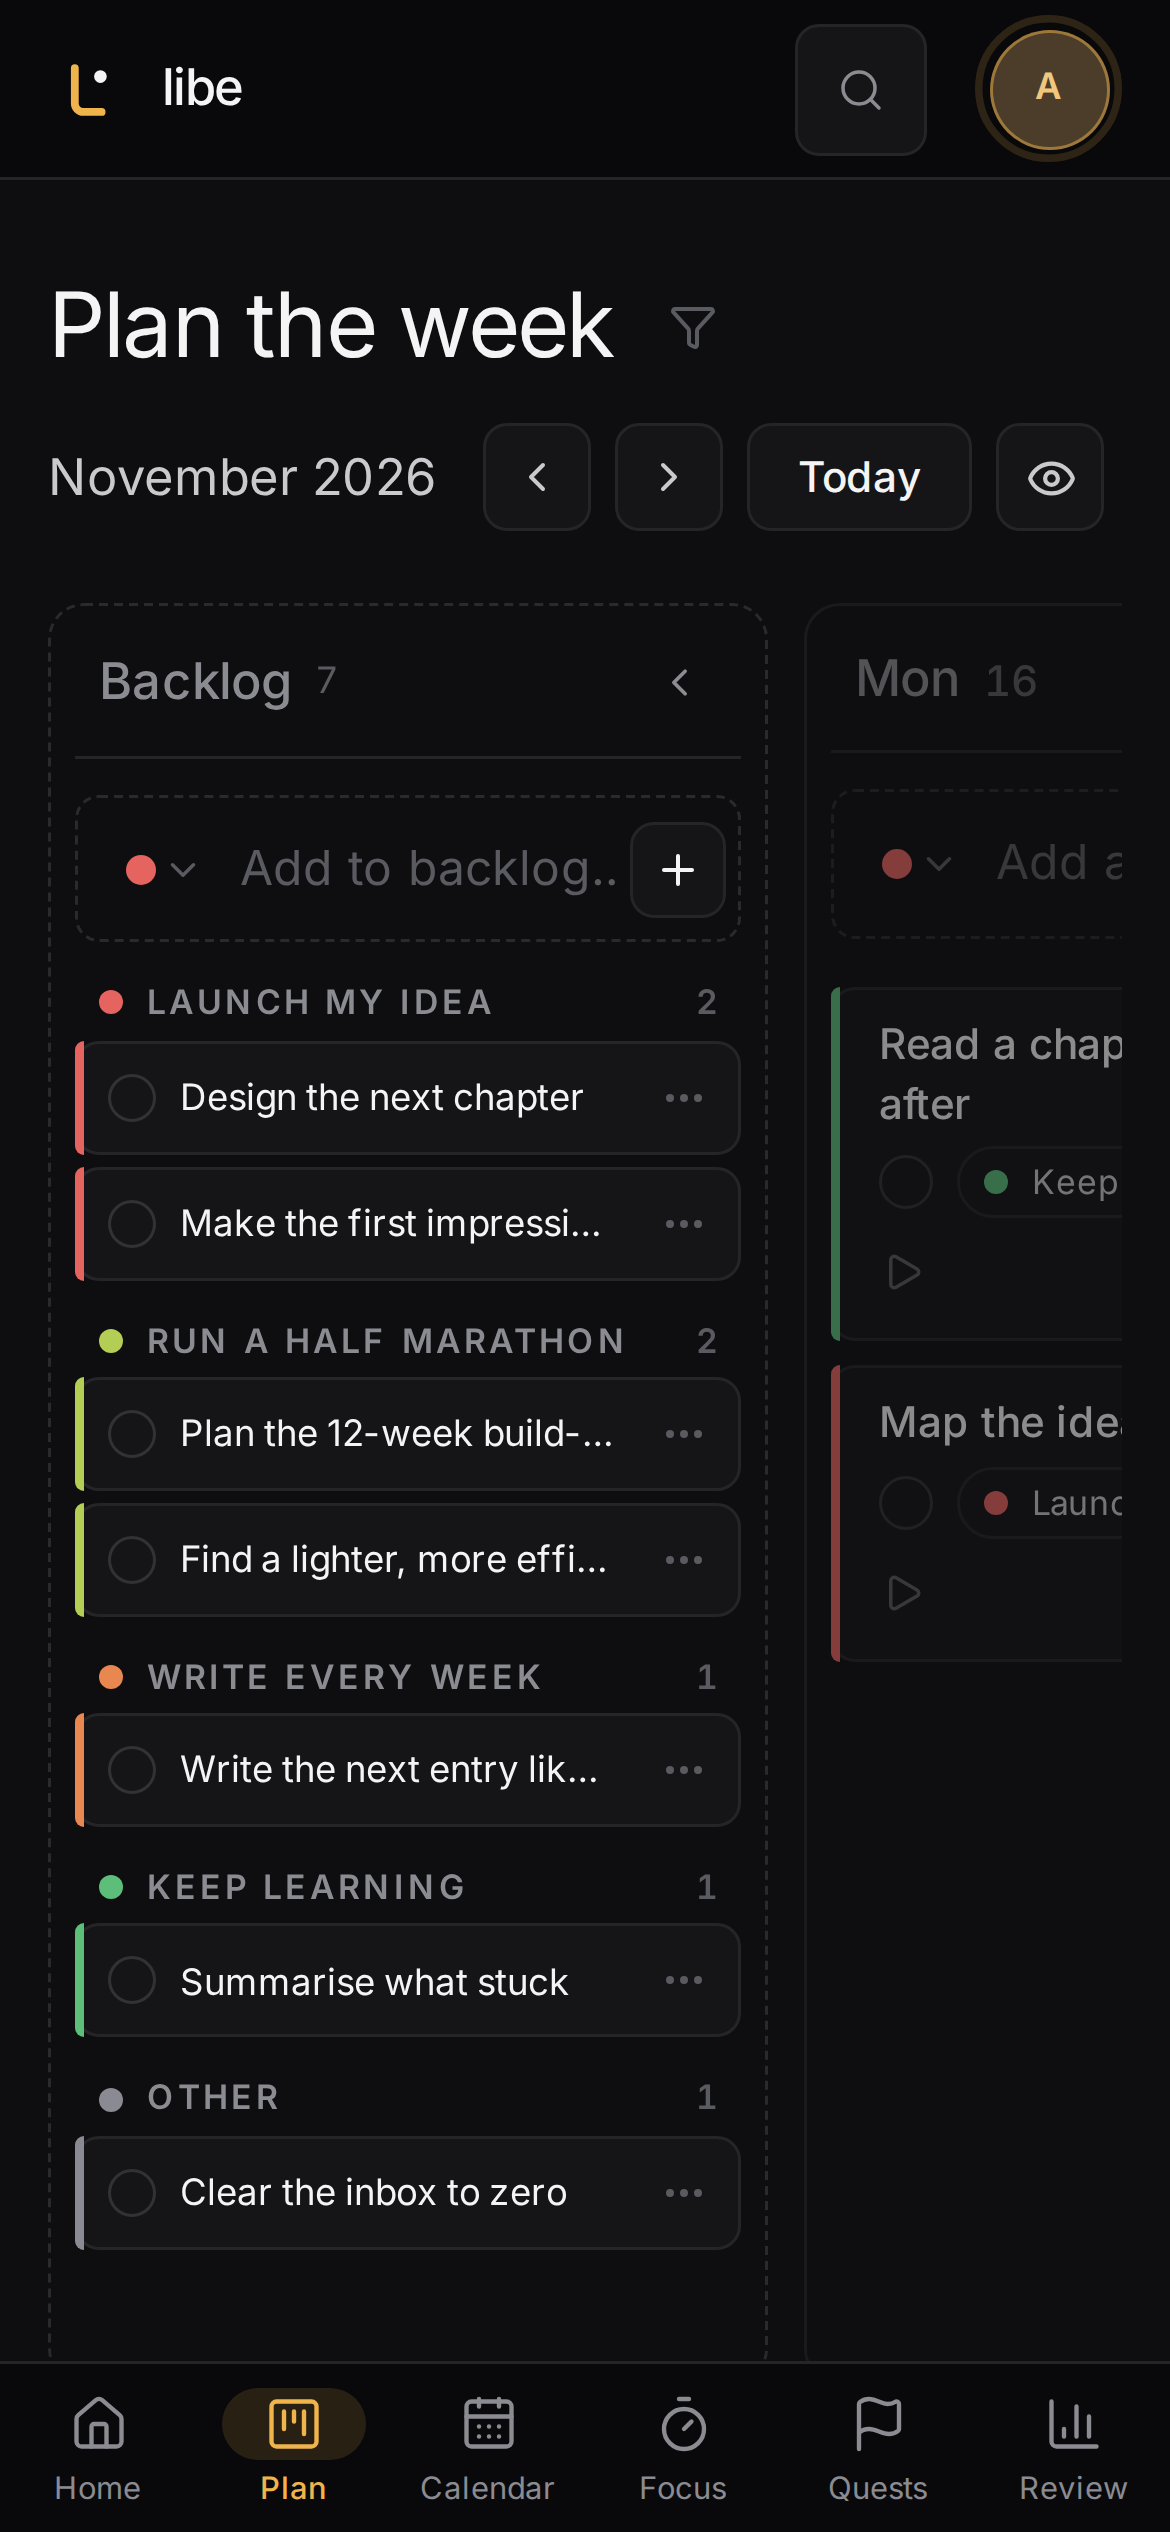 libe
A
Plan the week
November 2026
Today
Backlog 7
Add to backlog..
LAUNCH MY IDEA 2
Design the next chapter
Make the first impressi...
RUN A HALF MARATHON 2
Plan the 12-week build-...
Find a lighter, more effi...
WRITE EVERY WEEK 1
Write the next entry lik...
KEEP LEARNING 1
Summarise what stuck
OTHER 1
Clear the inbox to zero
Mon 16
Add a
Read a chap
after
Keep
Map the idea
Launc
Home
Plan
Calendar
Focus
Quests
Review